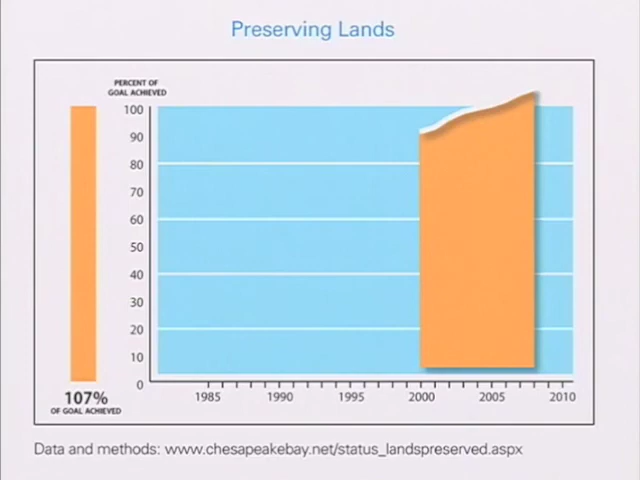 Preserving Lands
PERCENT OF
GOAL ACHIEVED
100
90
80
70
60
50
40
30
20
10
0
1985 1990 1995 2000 2005 2010
107%
OF GOAL ACHIEVED
Data and methods: www.chesapeakebay.net/status_landspreserved.aspx